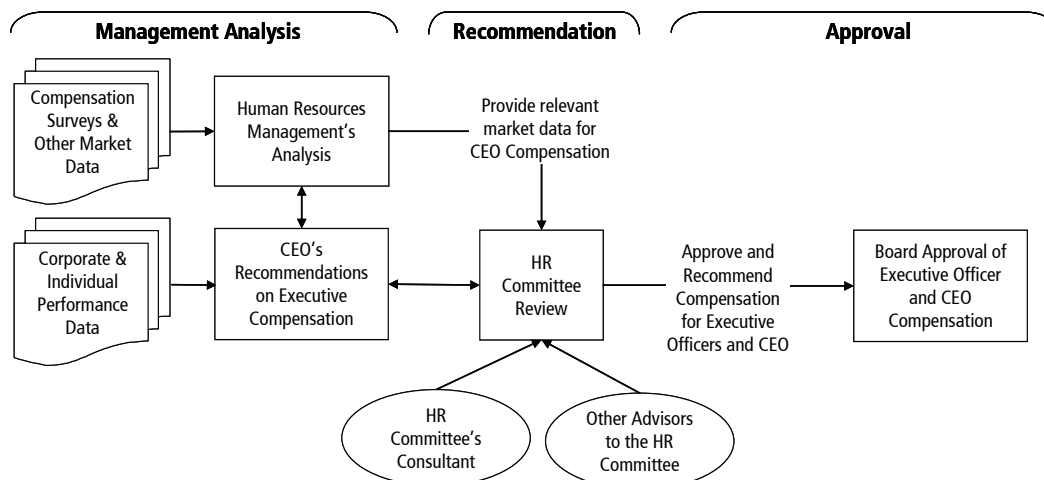 Management Analysis
Recommendation
Approval
Compensation
Surveys &
Other Market
Data
Human Resources
Management's
Analysis
Provide relevant
market data for
CEO Compensation
Corporate &
Individual
Performance
Data
CEO's
Recommendations
on Executive
Compensation
HR
Committee
Review
Approve and
Recommend
Compensation
for Executive
Officers and CEO
Board Approval of
Executive Officer
and CEO
Compensation
HR
Committee's
Consultant
Other Advisors
to the HR
Committee